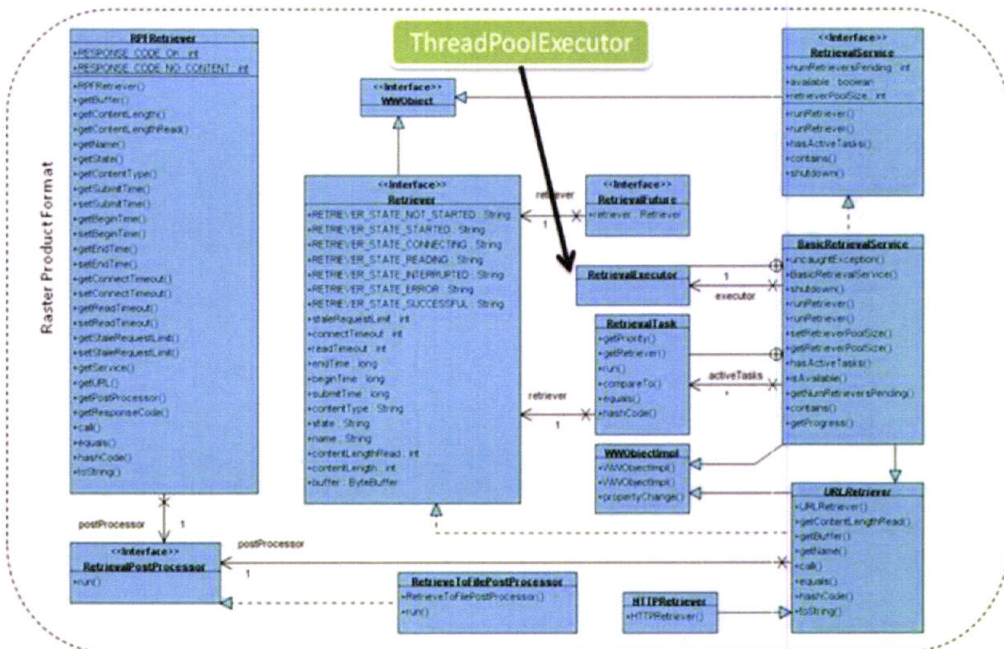 Raster ProductFormat
RPFRetriever
+RESPONSE_CODE_OK : int
+RESPONSE_CODE_NO_CONTENT : int
+RPFRetriever()
+getBuffer()
+getContentLength()
+getContentLengthRead()
+getName()
+getState()
+getContentType()
+getSubmitTime()
+setSubmitTime()
+getBeginTime()
+setBeginTime()
+getEndTime()
+setEndTime()
+getConnectTimeout()
+setConnectTimeout()
+getReadTimeout()
+setReadTimeout()
+getStaleRequestLimit()
+setStaleRequestLimit()
+getService()
+getURL()
+getPostProcessor()
+getResponseCode()
+call()
+equals()
+hashCode()
+toString()
postProcessor
1
<<Interface>>
RetrievalPostProcessor
+run()
ThreadPoolExecutor
<<Interface>>
WWObject
<<Interface>>
Retriever
+RETRIEVER_STATE_NOT_STARTED : String
+RETRIEVER_STATE_STARTED : String
+RETRIEVER_STATE_CONNECTING : String
+RETRIEVER_STATE_READING : String
+RETRIEVER_STATE_INTERRUPTED : String
+RETRIEVER_STATE_ERROR : String
+RETRIEVER_STATE_SUCCESSFUL : String
+staleRequestLimit : int
+connectTimeout : int
+readTimeout : int
+endTime : long
+beginTime : long
+submitTime : long
+contentType : String
+state : String
+name : String
+contentLengthRead : int
+contentLength : int
+buffer : ByteBuffer
retriever
1
<<Interface>>
RetrievalFuture
+retriever : Retriever
RetrievalExecutor
1
executor
RetrievalTask
+getPriority()
+getRetriever()
+run()
+compareTo()
+equals()
+hashCode()
activeTasks
*
retriever
1
WWObjectImpl
+WWObjectImpl()
+WWObjectImpl()
+propertyChange()
<<Interface>>
RetrievalService
+numRetrieversPending : int
+available : boolean
+retrieverPoolSize : int
+runRetriever()
+runRetriever()
+hasActiveTasks()
+contains()
+shutdown()
BasicRetrievalService
+uncaughtException()
+BasicRetrievalService()
+shutdown()
+runRetriever()
+runRetriever()
+setRetrieverPoolSize()
+getRetrieverPoolSize()
+hasActiveTasks()
+isAvailable()
+getNumRetrieversPending()
+contains()
+getProgress()
URLRetriever
+URLRetriever()
+getContentLengthRead()
+getBuffer()
+getName()
+call()
+equals()
+hashCode()
+toString()
postProcessor
1
RetrieveToFilePostProcessor
+RetrieveToFilePostProcessor()
+run()
HTTPRetriever
+HTTPRetriever()